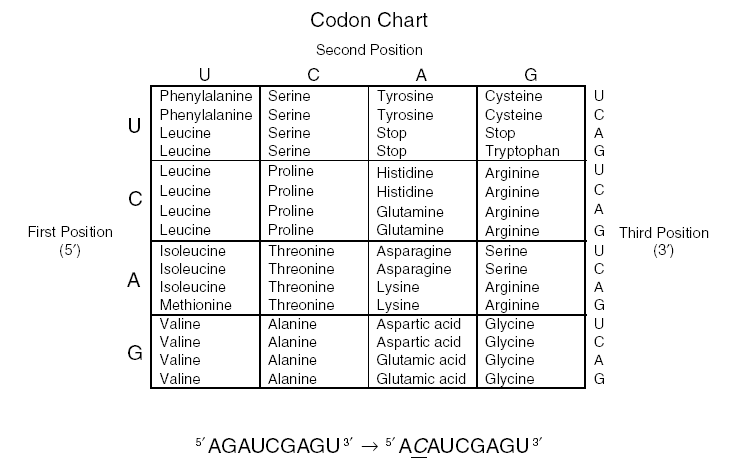 Codon Chart
Second Position
U C A G
Phenylalanine Serine Tyrosine Cysteine U
Phenylalanine Serine Tyrosine Cysteine C
U
Leucine Serine Stop Stop A
Leucine Serine Stop Tryptophan G
Leucine Proline Histidine Arginine U
C
Leucine Proline Histidine Arginine C
Leucine Proline Glutamine Arginine A
Leucine Proline Glutamine Arginine G
First Position
(5′)
Third Position
(3′)
Isoleucine Threonine Asparagine Serine U
Isoleucine Threonine Asparagine Serine C
A
Isoleucine Threonine Lysine Arginine A
Methionine Threonine Lysine Arginine G
Valine Alanine Aspartic acid Glycine U
Valine Alanine Aspartic acid Glycine C
G
Valine Alanine Glutamic acid Glycine A
Valine Alanine Glutamic acid Glycine G
5′ AGAUCGAGU 3′ → 5′ ACAUCGAGU 3′